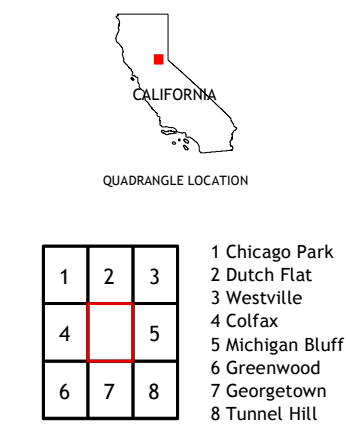 CALIFORNIA
QUADRANGLE LOCATION
1 2 3
4 5
6 7 8
1 Chicago Park
2 Dutch Flat
3 Westville
4 Colfax
5 Michigan Bluff
6 Greenwood
7 Georgetown
8 Tunnel Hill